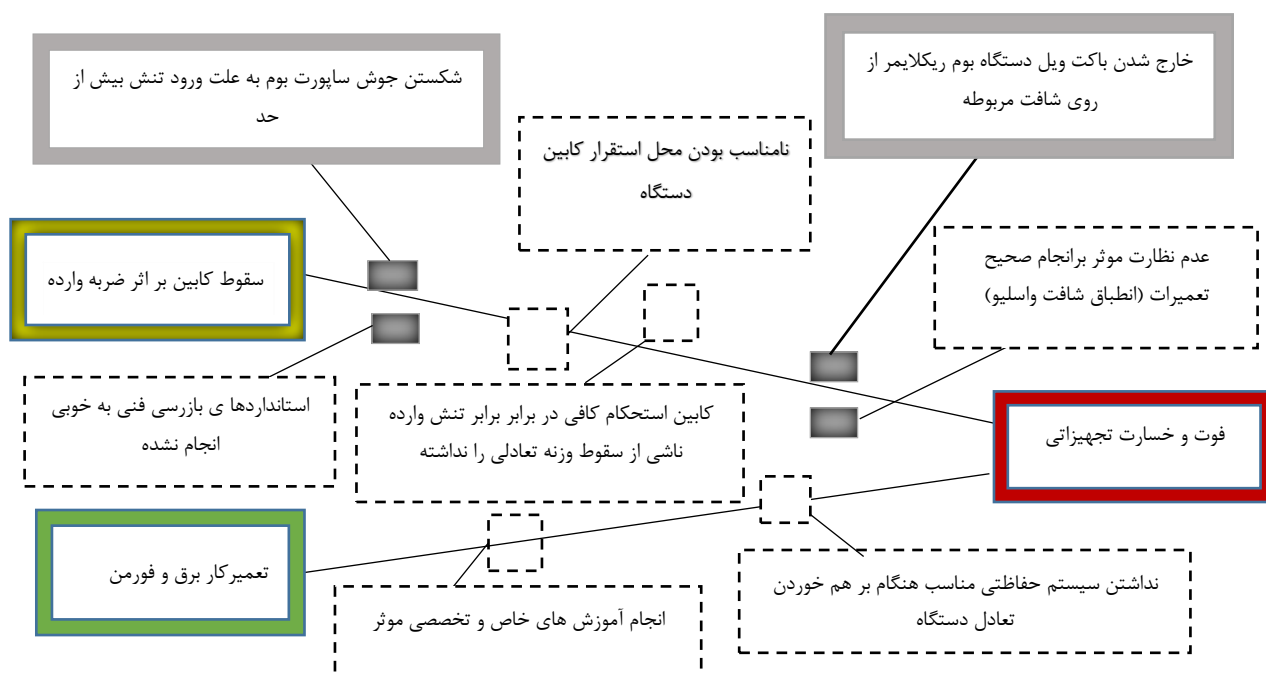 خارج شدن باکت ویل دستگاه بوم ریکلایمر از
روی شافت مربوطه
شکستن جوش ساپورت بوم به علت ورود تنش بیش از
حد
نامناسب بودن محل استقرار کابین
دستگاه
عدم نظارت موثر برانجام صحیح
تعمیرات (انطباق شافت واسلیو)
سقوط کابین بر اثر ضربه وارده
فوت و خسارت تجهیزاتی
کابین استحکام کافی در برابر برابر تنش وارده
ناشی از سقوط وزنه تعادلی را نداشته
استانداردها ی بازرسی فنی به خوبی
انجام نشده
نداشتن سیستم حفاظتی مناسب هنگام بر هم خوردن
تعادل دستگاه
انجام آموزش های خاص و تخصصی موثر
تعمیرکار برق و فورمن